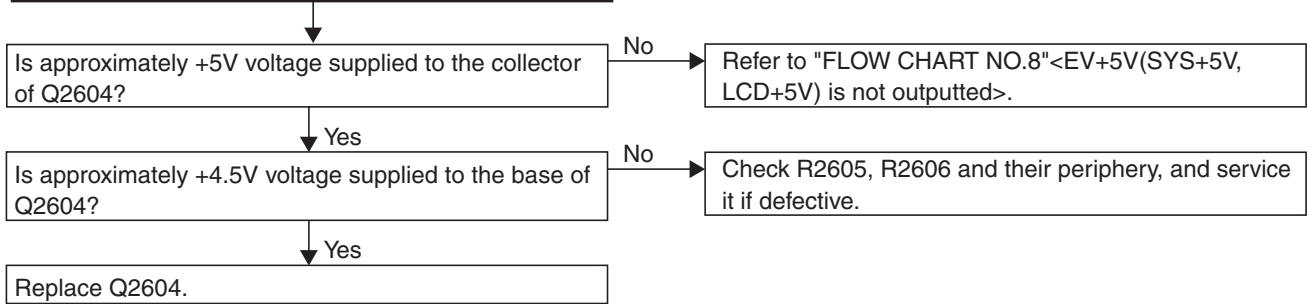 Is approximately +5V voltage supplied to the collector
of Q2604?
No
Refer to "FLOW CHART NO.8"<EV+5V(SYS+5V,
LCD+5V) is not outputted>.
Yes
Is approximately +4.5V voltage supplied to the base of
Q2604?
No
Check R2605, R2606 and their periphery, and service
it if defective.
Yes
Replace Q2604.